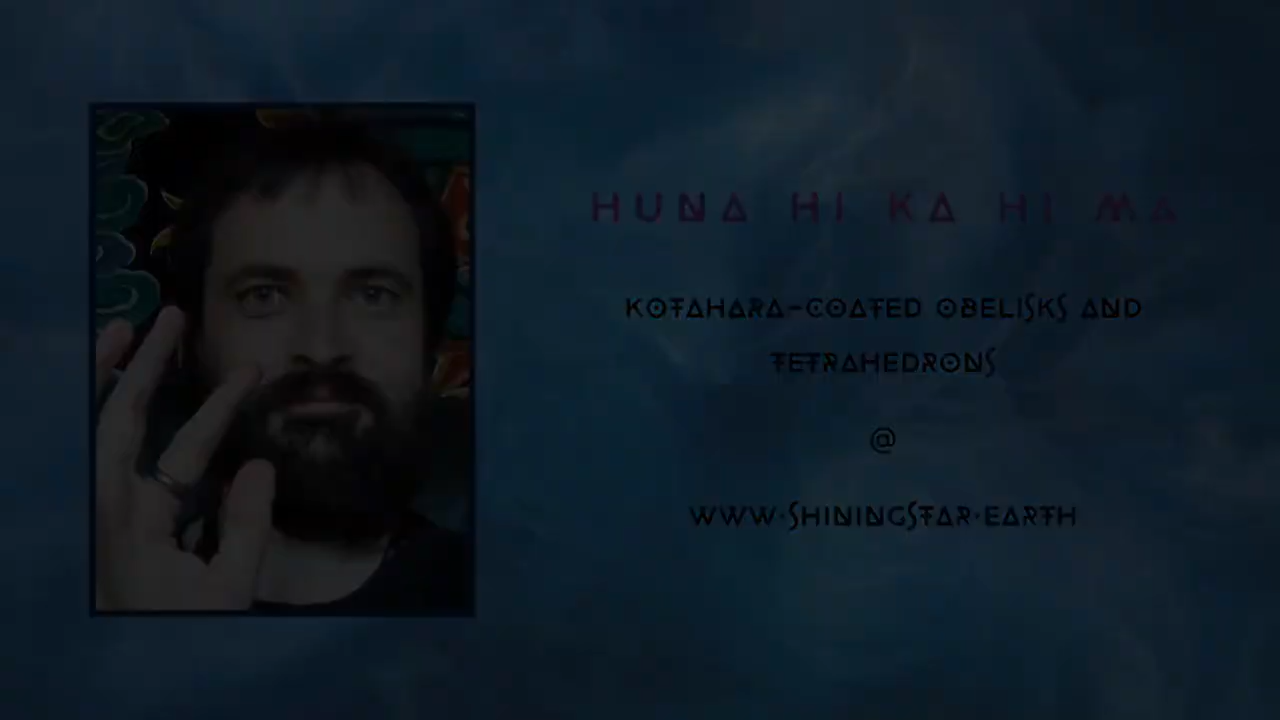 HUNA HI KA HI MA
KOTAHARA-COATED OBELISKS AND
TETRAHEDRONS
@
WWW.SHININGSTAR.EARTH